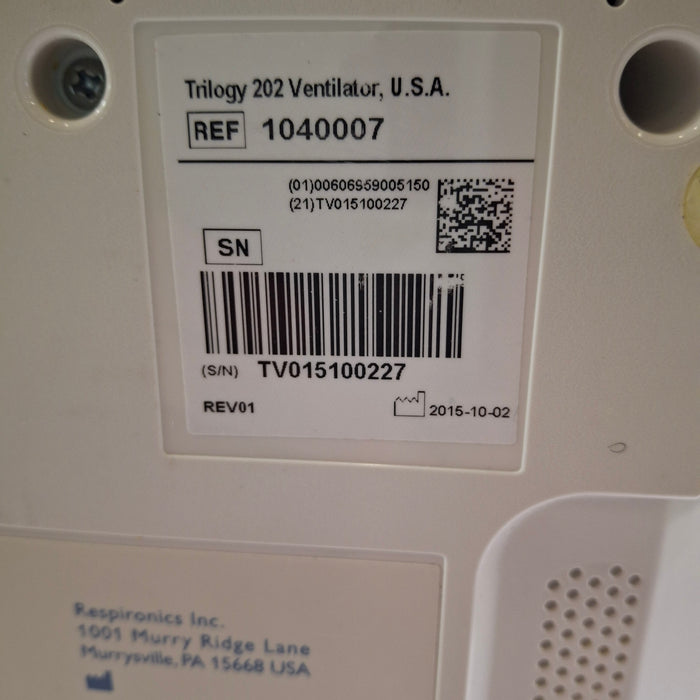 Trilogy 202 Ventilator, U.S.A.
REF 1040007
(01)00606959005150
(21)TV015100227
SN
(S/N) TV015100227
REV01 2015-10-02
Respironics Inc.
1001 Murry Ridge Lane
Murrysville, PA 15668 USA